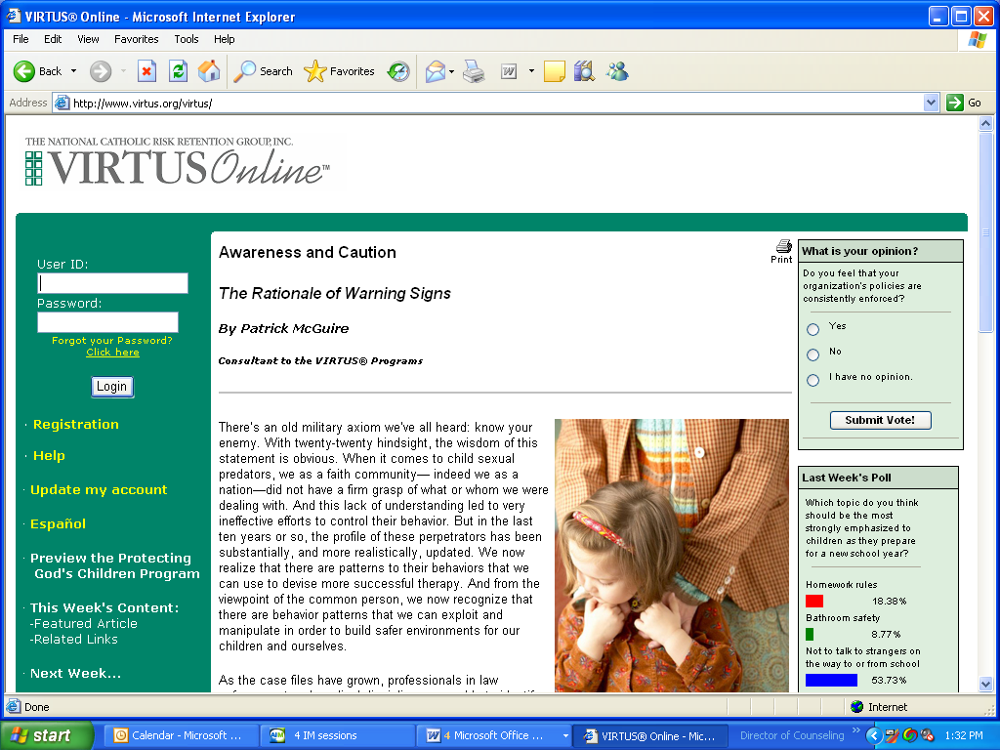 VIRTUS® Online - Microsoft Internet Explorer
File Edit View Favorites Tools Help
Back Search Favorites
Address http://www.virtus.org/virtus/ Go
THE NATIONAL CATHOLIC RISK RETENTION GROUP, INC.
VIRTUS Online™
User ID:
Password:
Forgot your Password?
Click here
Login
· Registration
· Help
· Update my account
· Español
· Preview the Protecting
God's Children Program
· This Week's Content:
-Featured Article
-Related Links
· Next Week...
Awareness and Caution
Print
The Rationale of Warning Signs
By Patrick McGuire
Consultant to the VIRTUS® Programs
There's an old military axiom we've all heard: know your
enemy. With twenty-twenty hindsight, the wisdom of this
statement is obvious. When it comes to child sexual
predators, we as a faith community— indeed we as a
nation—did not have a firm grasp of what or whom we were
dealing with. And this lack of understanding led to very
ineffective efforts to control their behavior. But in the last
ten years or so, the profile of these perpetrators has been
substantially, and more realistically, updated. We now
realize that there are patterns to their behaviors that we
can use to devise more successful therapy. And from the
viewpoint of the common person, we now recognize that
there are behavior patterns that we can exploit and
manipulate in order to build safer environments for our
children and ourselves.
As the case files have grown, professionals in law
What is your opinion?
Do you feel that your
organization's policies are
consistently enforced?
Yes
No
I have no opinion.
Submit Vote!
Last Week's Poll
Which topic do you think
should be the most
strongly emphasized to
children as they prepare
for a new school year?
Homework rules
18.38%
Bathroom safety
8.77%
Not to talk to strangers on
the way to or from school
53.73%
Done Internet
start Calendar - Microsoft ... AIM 4 IM sessions 4 Microsoft Office ... VIRTUS® Online - Mic... Director of Counseling » 1:32 PM